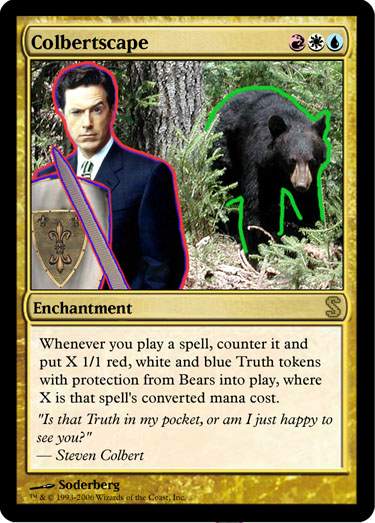 Colbertscape
Enchantment
Whenever you play a spell, counter it and
put X 1/1 red, white and blue Truth tokens
with protection from Bears into play, where
X is that spell's converted mana cost.
"Is that Truth in my pocket, or am I just happy to
see you?"
— Steven Colbert
Soderberg
™ & © 1993-2006 Wizards of the Coast, Inc.